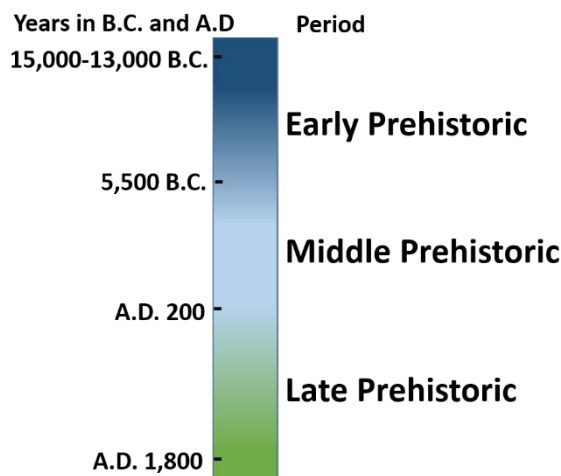 Years in B.C. and A.D Period
15,000-13,000 B.C.
Early Prehistoric
5,500 B.C.
Middle Prehistoric
A.D. 200
Late Prehistoric
A.D. 1,800